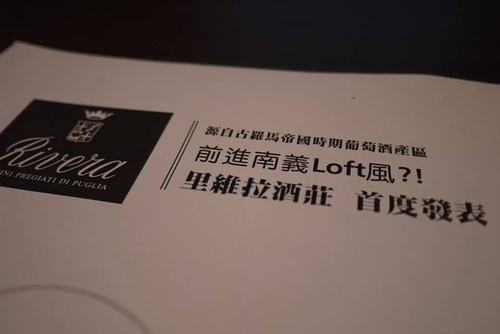 Rivera
INI PREGIATI DI PUGLIA
源自古羅馬帝國時期葡萄酒產區
前進南義Loft風?!
里維拉酒莊 首度發表